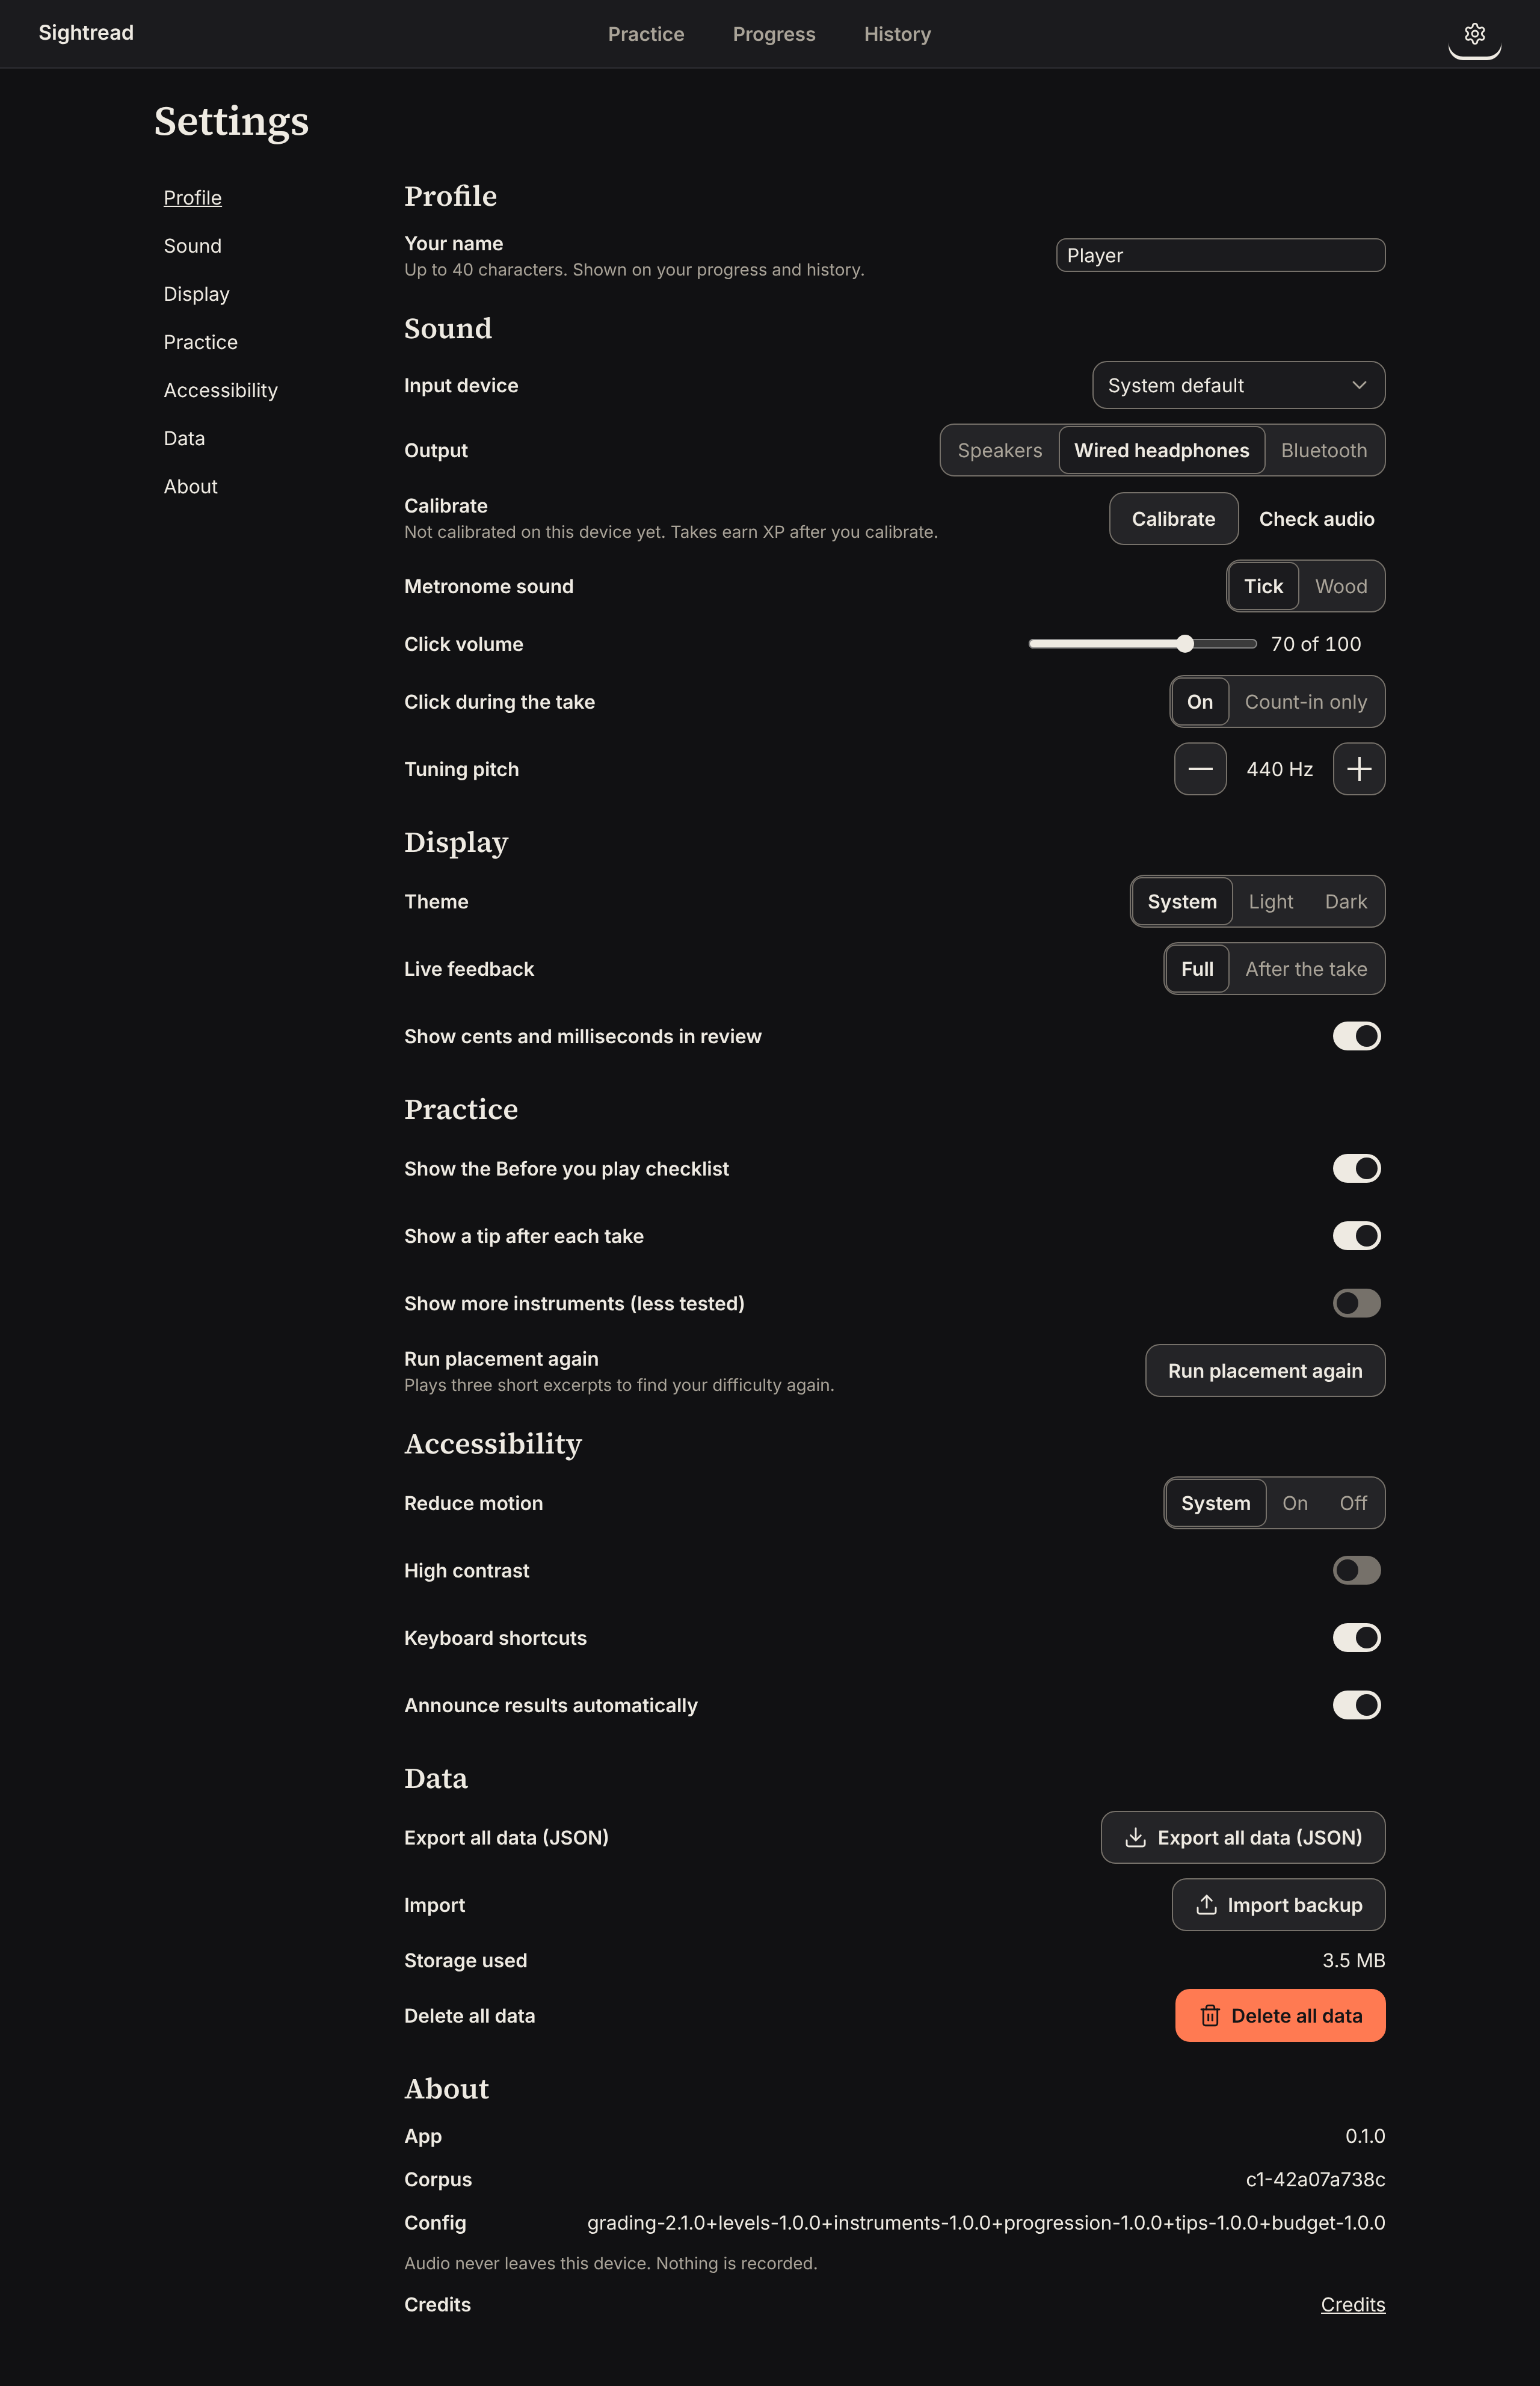 Sightread
Practice Progress History
Settings
Profile
Sound
Display
Practice
Accessibility
Data
About
Profile
Your name
Up to 40 characters. Shown on your progress and history.
Player
Sound
Input device System default
Output Speakers Wired headphones Bluetooth
Calibrate
Not calibrated on this device yet. Takes earn XP after you calibrate.
Calibrate Check audio
Metronome sound Tick Wood
Click volume 70 of 100
Click during the take On Count-in only
Tuning pitch 440 Hz
Display
Theme System Light Dark
Live feedback Full After the take
Show cents and milliseconds in review
Practice
Show the Before you play checklist
Show a tip after each take
Show more instruments (less tested)
Run placement again
Plays three short excerpts to find your difficulty again.
Run placement again
Accessibility
Reduce motion System On Off
High contrast
Keyboard shortcuts
Announce results automatically
Data
Export all data (JSON) Export all data (JSON)
Import Import backup
Storage used 3.5 MB
Delete all data Delete all data
About
App 0.1.0
Corpus c1-42a07a738c
Config grading-2.1.0+levels-1.0.0+instruments-1.0.0+progression-1.0.0+tips-1.0.0+budget-1.0.0
Audio never leaves this device. Nothing is recorded.
Credits Credits